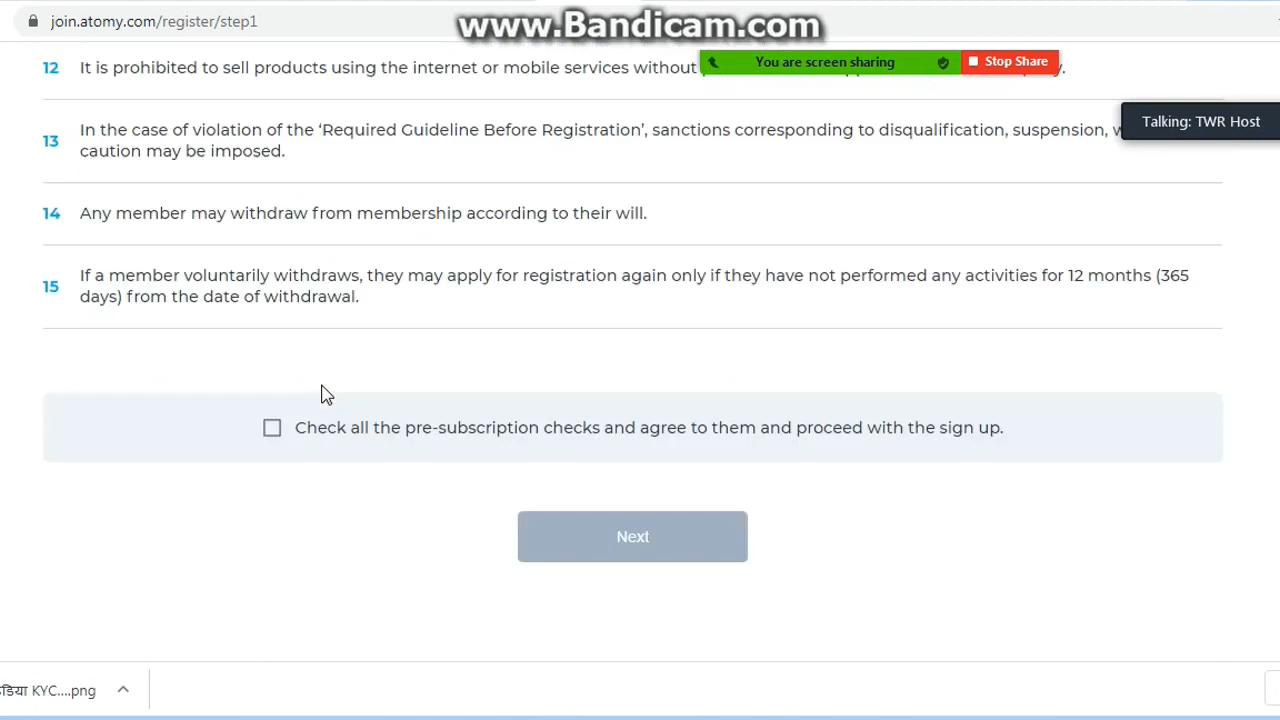 join.atomy.com/register/step1
www.Bandicam.com
12 It is prohibited to sell products using the internet or mobile services without
You are screen sharing
Stop Share
Talking: TWR Host
13 In the case of violation of the ‘Required Guideline Before Registration’, sanctions corresponding to disqualification, suspension,
caution may be imposed.
14 Any member may withdraw from membership according to their will.
15 If a member voluntarily withdraws, they may apply for registration again only if they have not performed any activities for 12 months (365
days) from the date of withdrawal.
Check all the pre-subscription checks and agree to them and proceed with the sign up.
Next
KYC....png